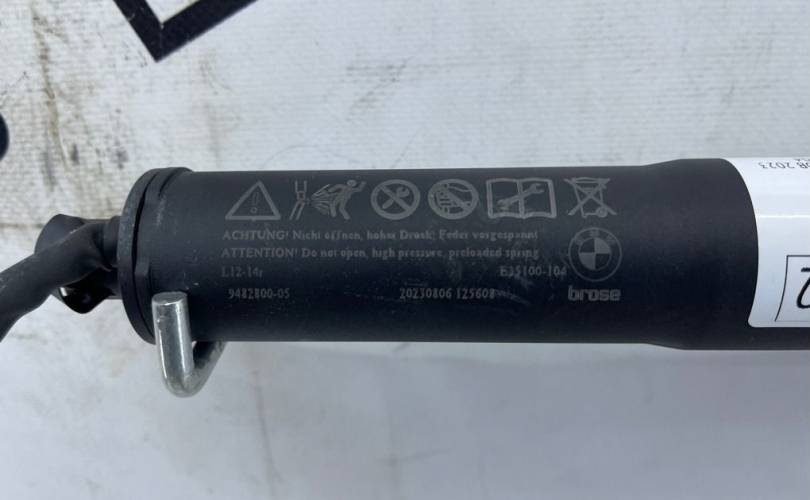 ACHTUNG! Nicht öffnen, hoher Druck; Feder vorgespannt
ATTENTION! Do not open, high pressure, preloaded spring
L12-14r E35100-104
9482800-05 20230806 125608 brose
2023